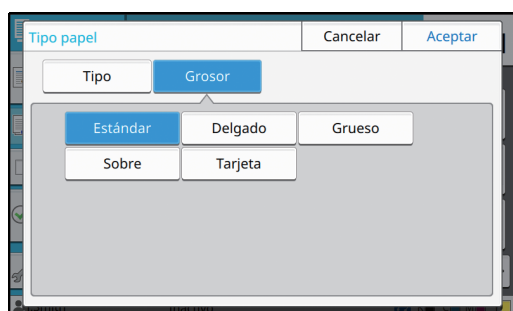 Tipo papel Cancelar Aceptar
Tipo Grosor
Estándar Delgado Grueso
Sobre Tarjeta